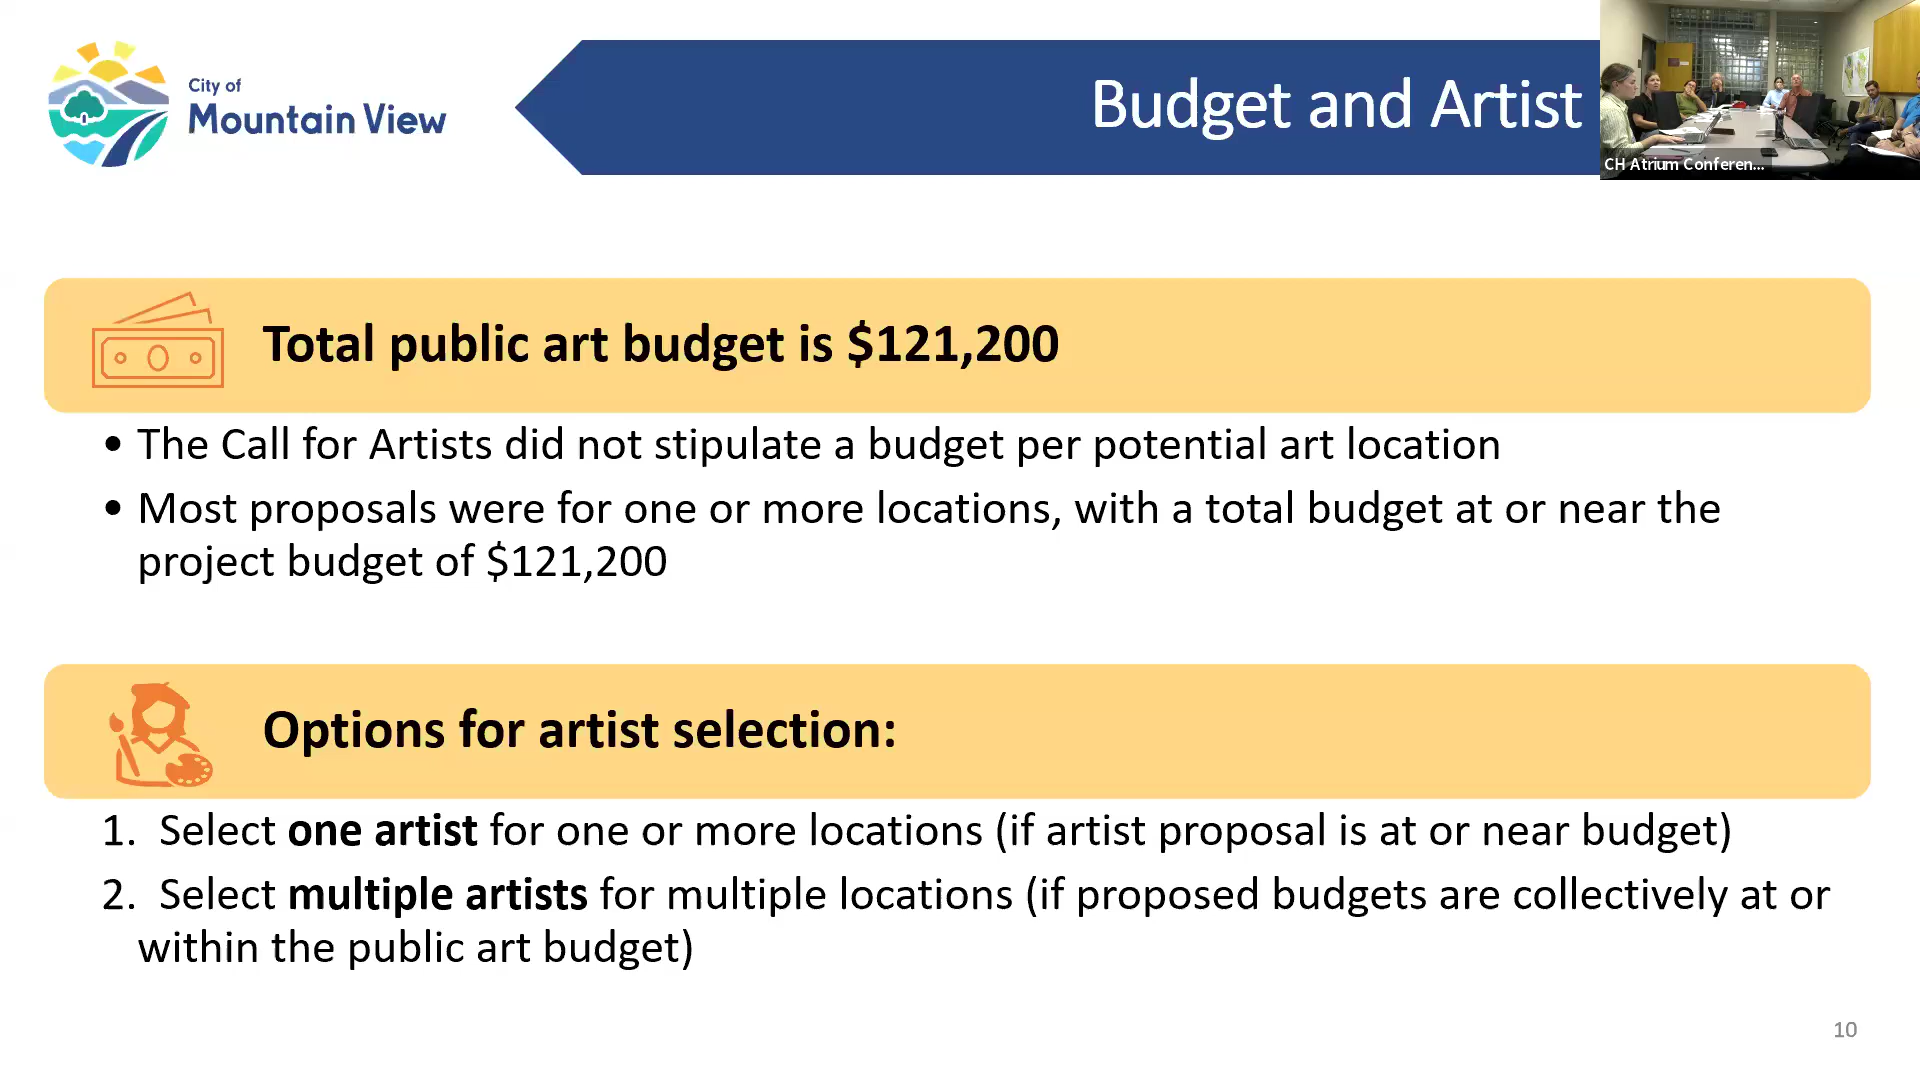 City of
Mountain View
Budget and Artist
CH Atrium Conferen...
Total public art budget is $121,200
• The Call for Artists did not stipulate a budget per potential art location
• Most proposals were for one or more locations, with a total budget at or near the
project budget of $121,200
Options for artist selection:
1. Select one artist for one or more locations (if artist proposal is at or near budget)
2. Select multiple artists for multiple locations (if proposed budgets are collectively at or
within the public art budget)
10